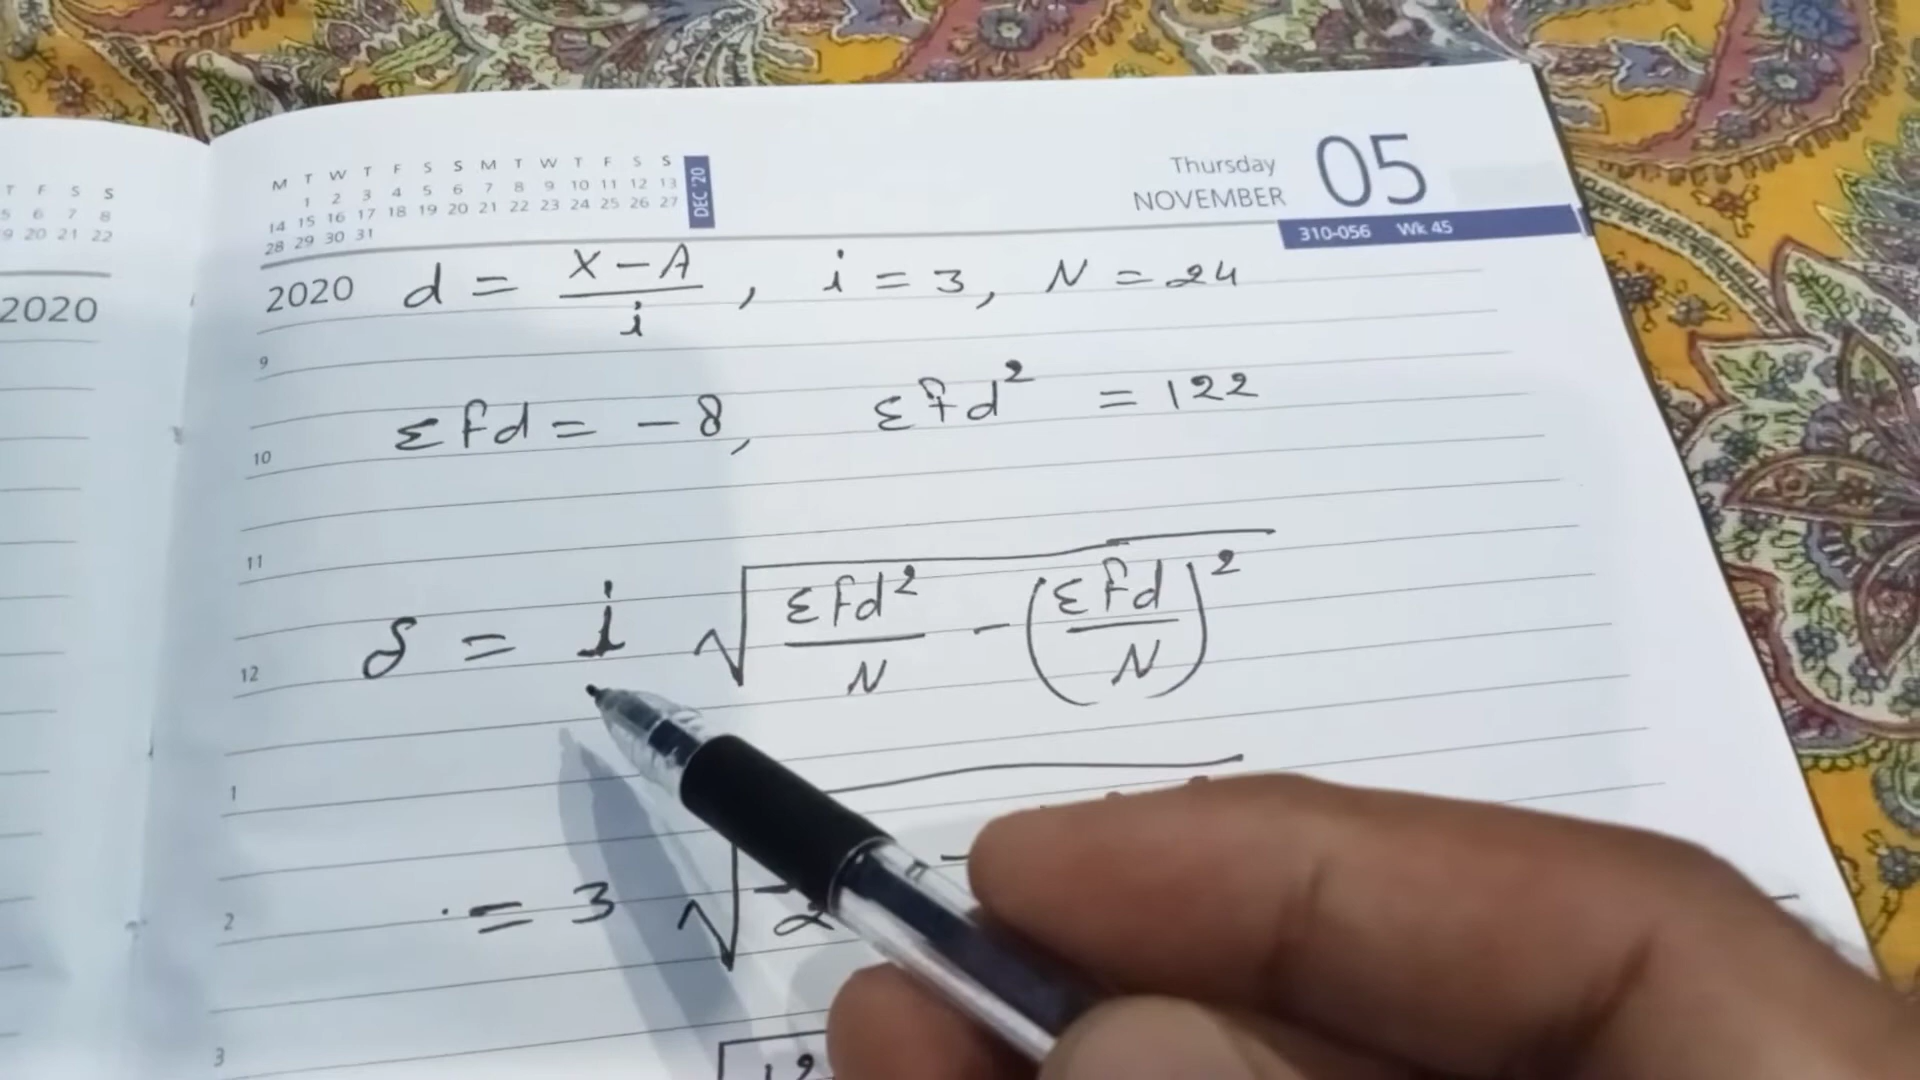 T F S S
5 6 7 8
9 20 21 22
2020
M T W T F S S M T W T F S S
1 2 3 4 5 6 7 8 9 10 11 12 13
14 15 16 17 18 19 20 21 22 23 24 25 26 27
28 29 30 31
DEC '20
Thursday
NOVEMBER
05
310-056 Wk 45
2020
d = (X - A)/i , i = 3, N = 24
9
Σfd = -8, Σfd² = 122
10
11
δ = i √(Σfd²/N - (Σfd/N)²)
12
1
= 3 √
2
3